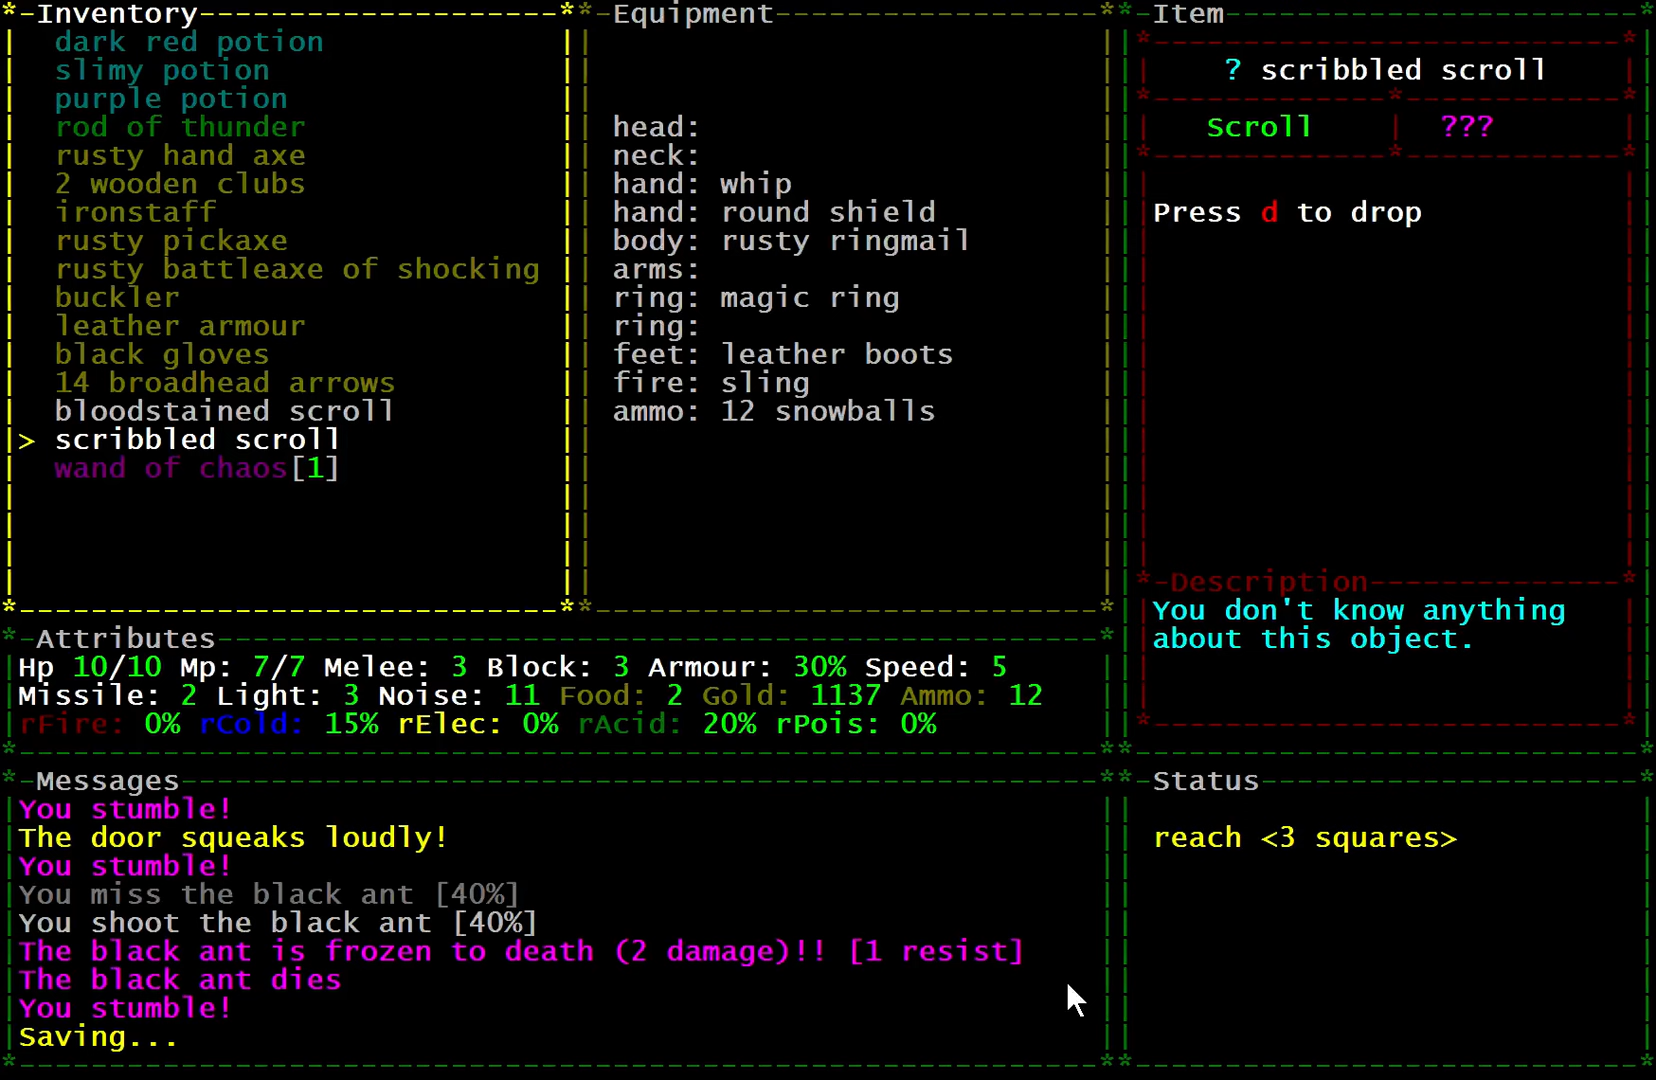 Inventory
dark red potion
slimy potion
purple potion
rod of thunder
rusty hand axe
2 wooden clubs
ironstaff
rusty pickaxe
rusty battleaxe of shocking
buckler
leather armour
black gloves
14 broadhead arrows
bloodstained scroll
> scribbled scroll
wand of chaos[1]
Equipment
head:
neck:
hand: whip
hand: round shield
body: rusty ringmail
arms:
ring: magic ring
ring:
feet: leather boots
fire: sling
ammo: 12 snowballs
Item
? scribbled scroll
Scroll | ???
Press d to drop
Description
You don't know anything
about this object.
Attributes
Hp 10/10 Mp: 7/7 Melee: 3 Block: 3 Armour: 30% Speed: 5
Missile: 2 Light: 3 Noise: 11 Food: 2 Gold: 1137 Ammo: 12
rFire: 0% rCold: 15% rElec: 0% rAcid: 20% rPois: 0%
Messages
You stumble!
The door squeaks loudly!
You stumble!
You miss the black ant [40%]
You shoot the black ant [40%]
The black ant is frozen to death (2 damage)!! [1 resist]
The black ant dies
You stumble!
Saving...
Status
reach <3 squares>